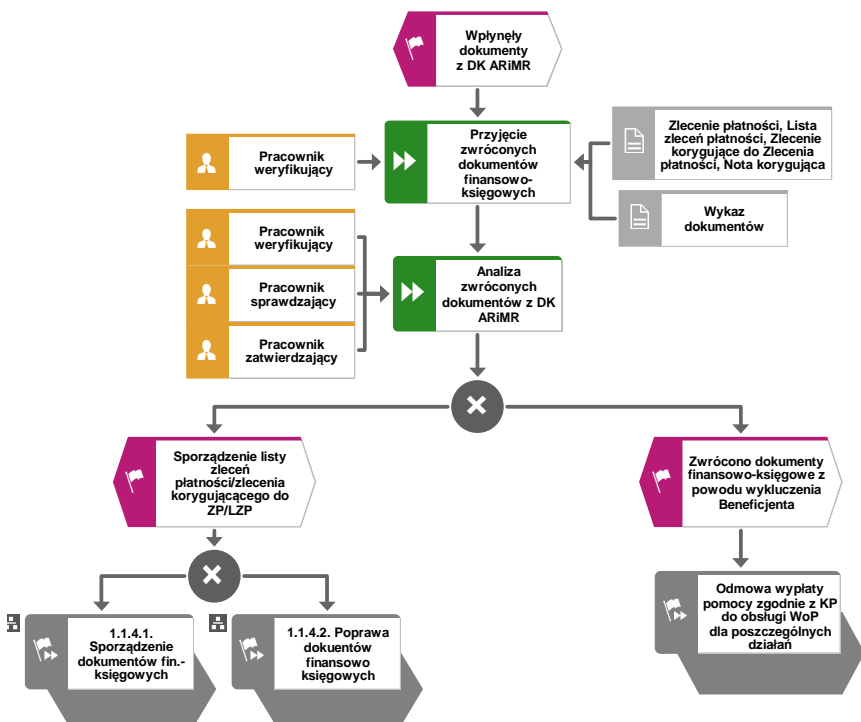 Wpłynęły
dokumenty
z DK ARiMR
Pracownik
weryfikujący
Przyjęcie
zwróconych
dokumentów
finansowo-
księgowych
Zlecenie płatności, Lista
zleceń płatności, Zlecenie
korygujące do Zlecenia
płatności, Nota korygująca
Wykaz
dokumentów
Pracownik
weryfikujący
Pracownik
sprawdzający
Pracownik
zatwierdzający
Analiza
zwróconych
dokumentów z DK
ARiMR
Sporządzenie listy
zleceń
płatności/zlecenia
korygującącego do
ZP/LZP
Zwrócono dokumenty
finansowo-księgowe z
powodu wykluczenia
Beneficjenta
1.1.4.1.
Sporządzenie
dokumentów fin.-
księgowych
1.1.4.2. Poprawa
dokuentów
finansowo
księgowych
Odmowa wypłaty
pomocy zgodnie z KP
do obsługi WoP
dla poszczególnych
działań